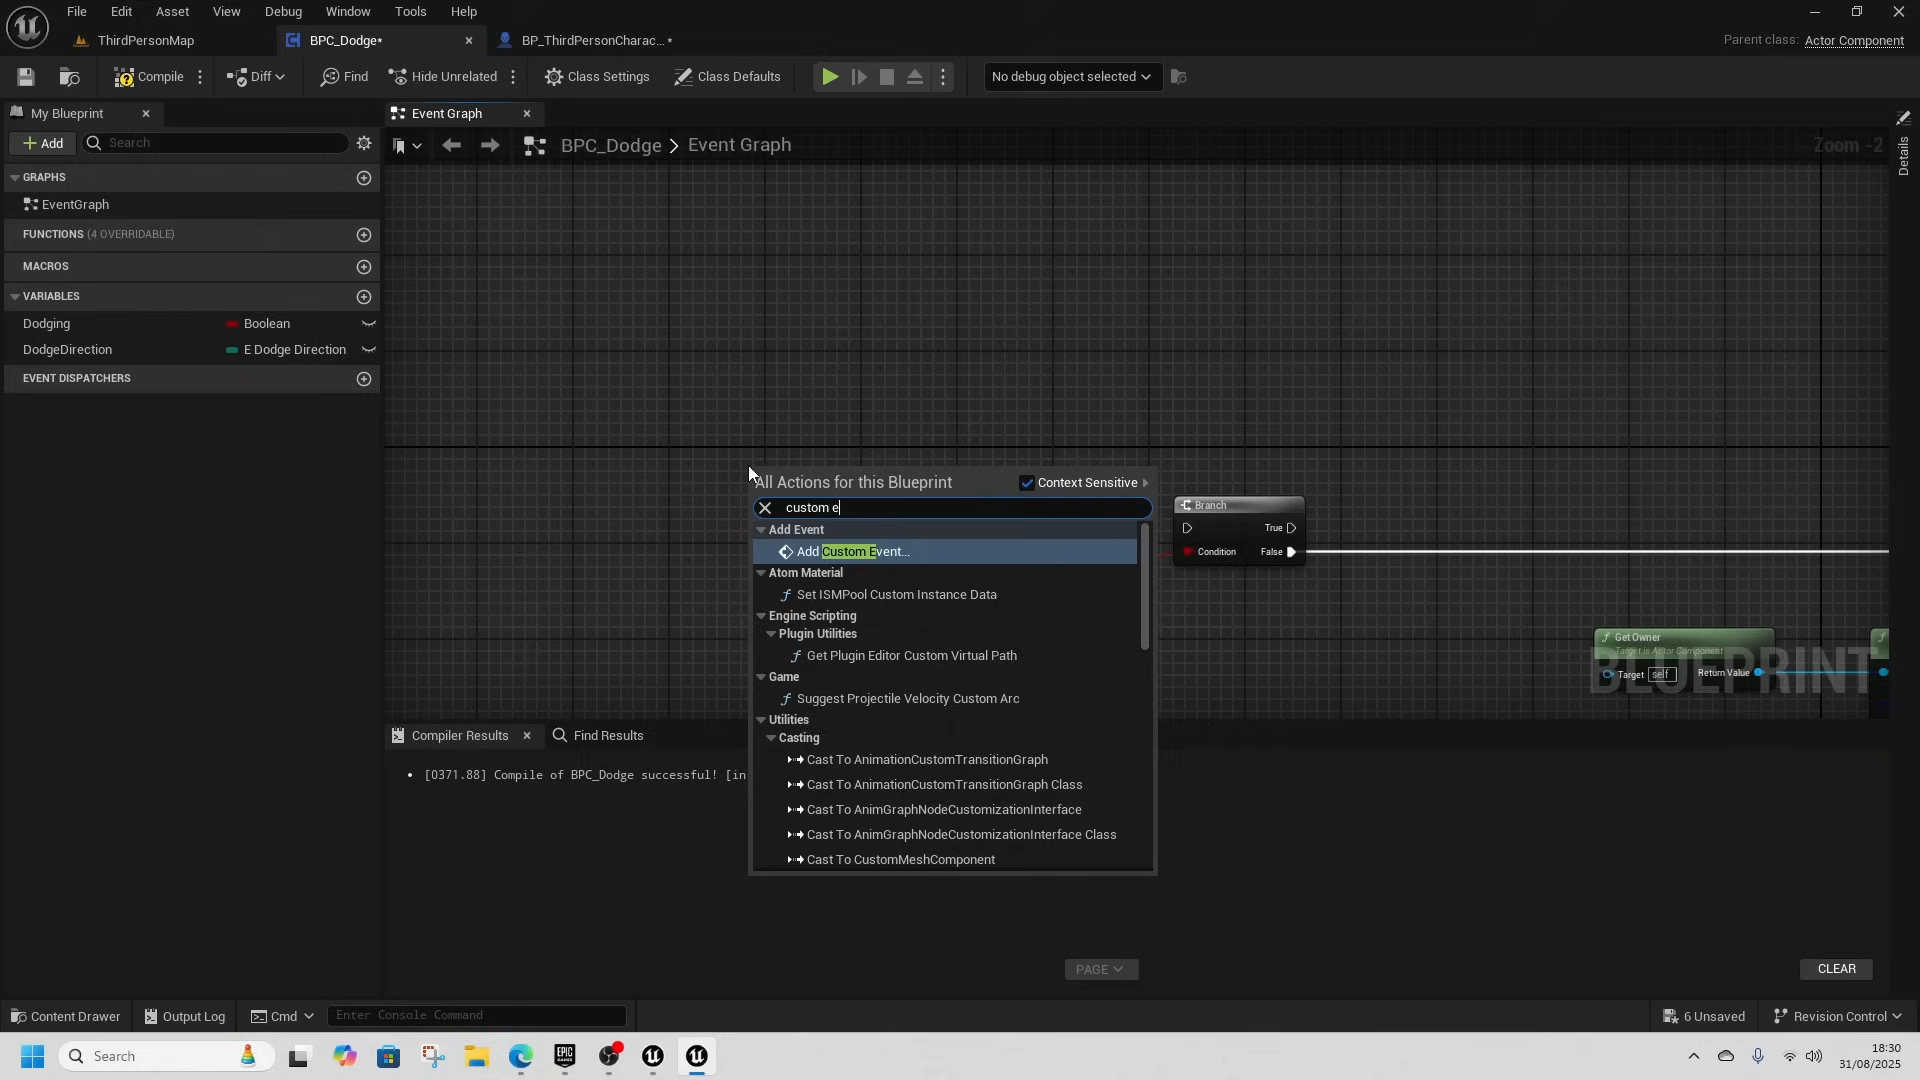 File Edit Asset View Debug Window Tools Help
ThirdPersonMap BPC_Dodge* BP_ThirdPersonCharac... * Parent class: Actor Component
Compile Diff Find Hide Unrelated Class Settings Class Defaults No debug object selected
My Blueprint Event Graph
Add Search BPC_Dodge > Event Graph Zoom -2
Details
GRAPHS
EventGraph
FUNCTIONS (4 OVERRIDABLE)
MACROS
VARIABLES
Dodging Boolean
DodgeDirection E Dodge Direction
EVENT DISPATCHERS
All Actions for this Blueprint Context Sensitive
custom e
Add Event
Add Custom Event...
Atom Material
Set ISMPool Custom Instance Data
Engine Scripting
Plugin Utilities
Get Plugin Editor Custom Virtual Path
Game
Suggest Projectile Velocity Custom Arc
Utilities
Casting
Cast To AnimationCustomTransitionGraph
Cast To AnimationCustomTransitionGraph Class
Cast To AnimGraphNodeCustomizationInterface
Cast To AnimGraphNodeCustomizationInterface Class
Cast To CustomMeshComponent
Branch
True
Condition False
Get Owner
Target is Actor Component
Target self Return Value
BLUEPRINT
Compiler Results Find Results
[0371.88] Compile of BPC_Dodge successful! [in
PAGE CLEAR
Content Drawer Output Log Cmd Enter Console Command 6 Unsaved Revision Control
Search
EPIC
GAMES
18:30
31/08/2025